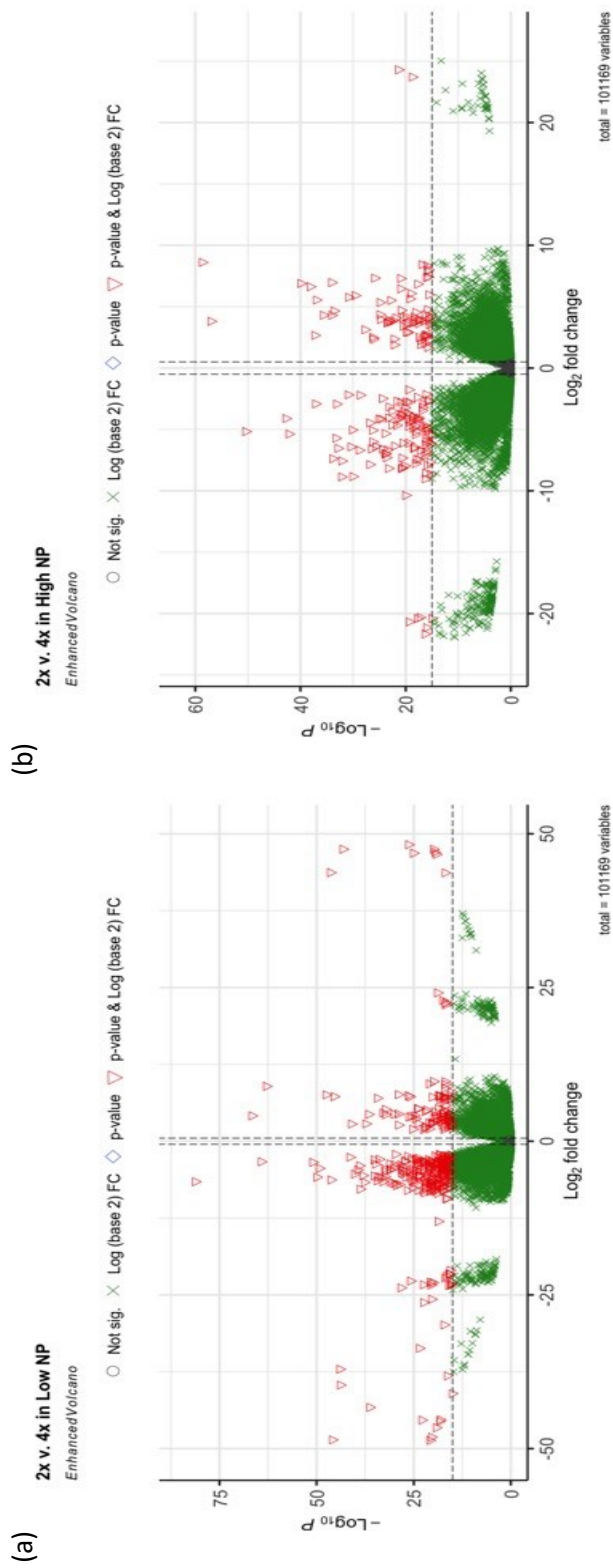 (a)
2x v. 4x in Low NP
EnhancedVolcano
Not sig. Log (base 2) FC p-value p-value & Log (base 2) FC
75
50
25
0
−Log₁₀ P
-50 -25 0 25 50
Log₂ fold change
total = 101169 variables
(b)
2x v. 4x in High NP
EnhancedVolcano
Not sig. Log (base 2) FC p-value p-value & Log (base 2) FC
60
40
20
0
−Log₁₀ P
-20 -10 0 10 20
Log₂ fold change
total = 101169 variables